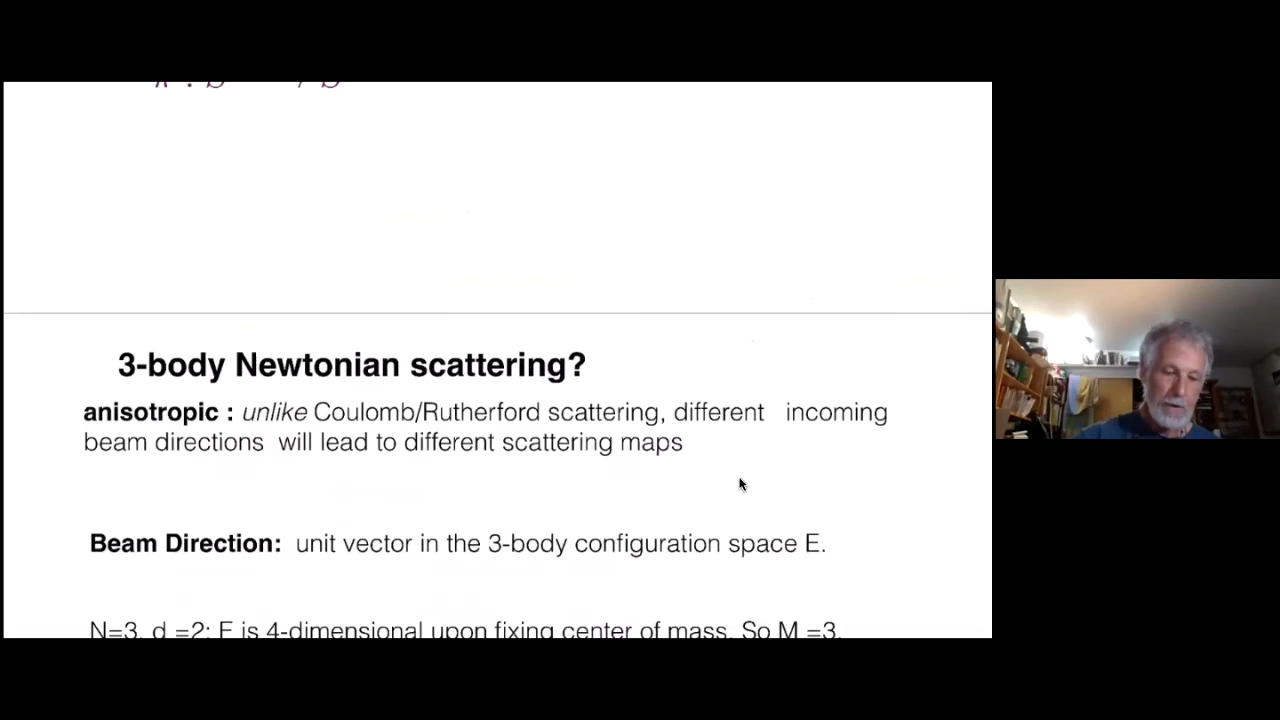 3-body Newtonian scattering?
anisotropic : unlike Coulomb/Rutherford scattering, different incoming
beam directions will lead to different scattering maps
Beam Direction: unit vector in the 3-body configuration space E.
N=3, d =2: E is 4-dimensional upon fixing center of mass. So M =3.